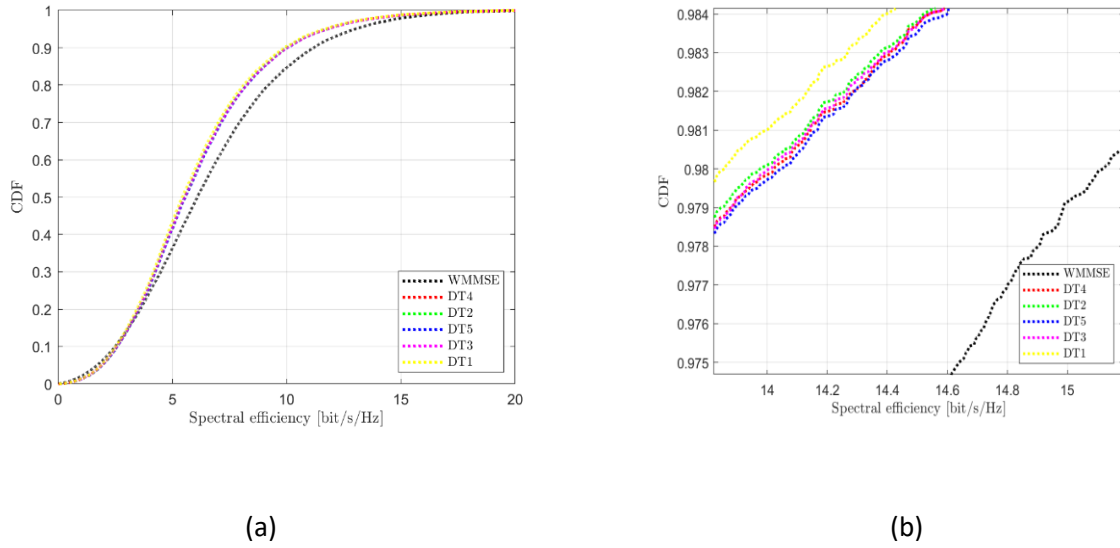 1
0.9
0.8
0.7
0.6
0.5
0.4
0.3
0.2
0.1
0
CDF
WMMSE
DT4
DT2
DT5
DT3
DT1
0 5 10 15 20
Spectral efficiency [bit/s/Hz]
(a)
0.984
0.983
0.982
0.981
0.98
0.979
0.978
0.977
0.976
0.975
CDF
WMMSE
DT4
DT2
DT5
DT3
DT1
14 14.2 14.4 14.6 14.8 15
Spectral efficiency [bit/s/Hz]
(b)